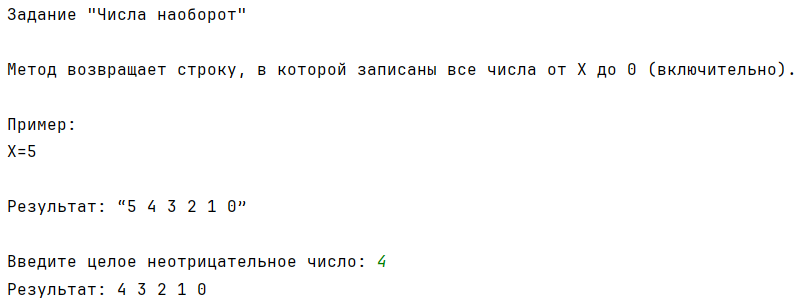 Задание "Числа наоборот"
Метод возвращает строку, в которой записаны все числа от X до 0 (включительно).
Пример:
X=5
Результат: “5 4 3 2 1 0”
Введите целое неотрицательное число: 4
Результат: 4 3 2 1 0